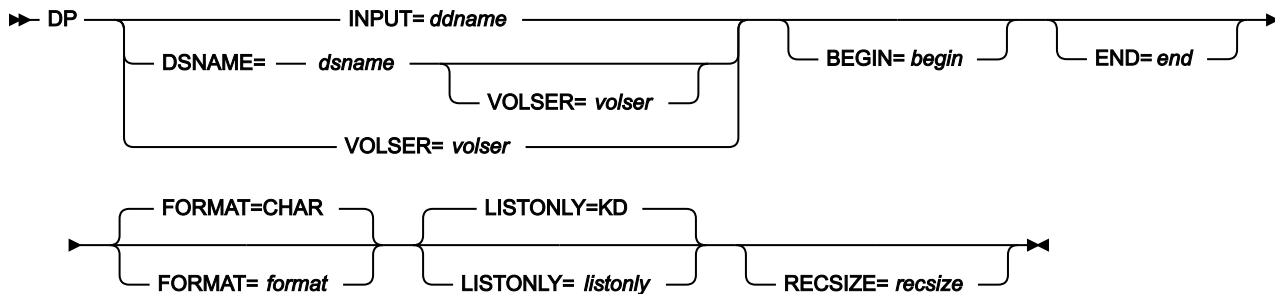 DP INPUT= ddname
DSNAME= dsname BEGIN= begin END= end
VOLSER= volser
VOLSER= volser
FORMAT=CHAR LISTONLY=KD
FORMAT= format LISTONLY= listonly RECSIZE= recsize